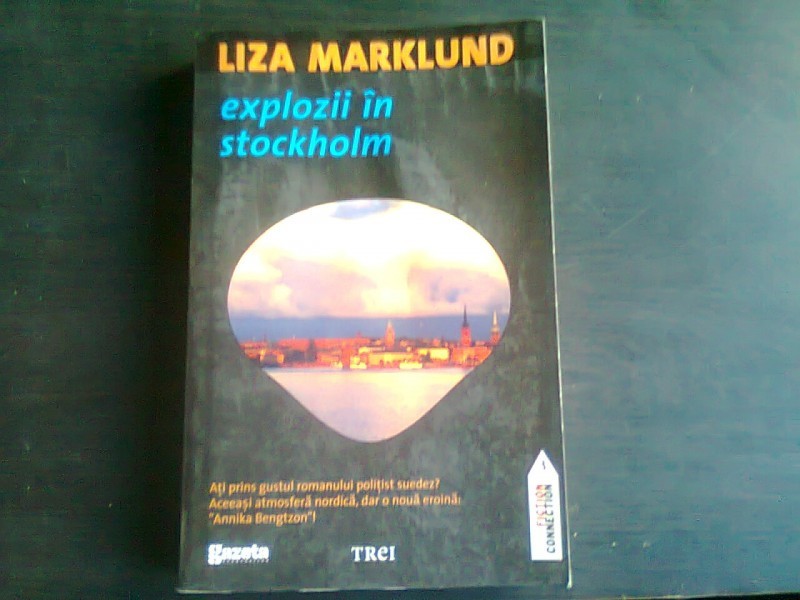 LIZA MARKLUND
explozii în
stockholm
Ați prins gustul romanului polițist suedez?
Aceeași atmosferă nordică, dar o nouă eroină:
"Annika Bengtzon"!
gazeta
TREI
FICTION
CONNECTION